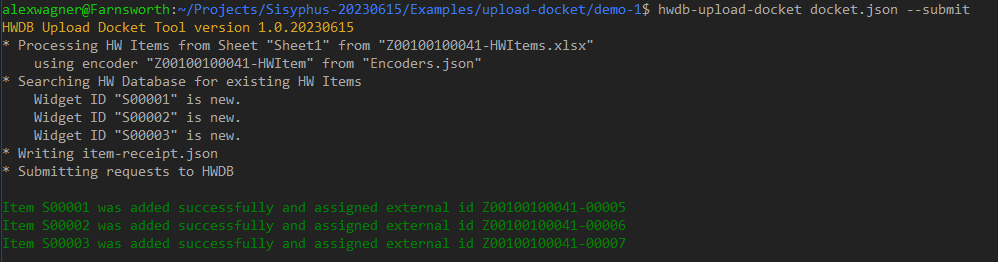 alexwagner@Farnsworth:~/Projects/Sisyphus-20230615/Examples/upload-docket/demo-1$ hwdb-upload-docket docket.json --submit
HWDB Upload Docket Tool version 1.0.20230615
* Processing HW Items from Sheet "Sheet1" from "Z00100100041-HWItems.xlsx"
    using encoder "Z00100100041-HWItem" from "Encoders.json"
* Searching HW Database for existing HW Items
    Widget ID "S00001" is new.
    Widget ID "S00002" is new.
    Widget ID "S00003" is new.
* Writing item-receipt.json
* Submitting requests to HWDB
Item S00001 was added successfully and assigned external id Z00100100041-00005
Item S00002 was added successfully and assigned external id Z00100100041-00006
Item S00003 was added successfully and assigned external id Z00100100041-00007